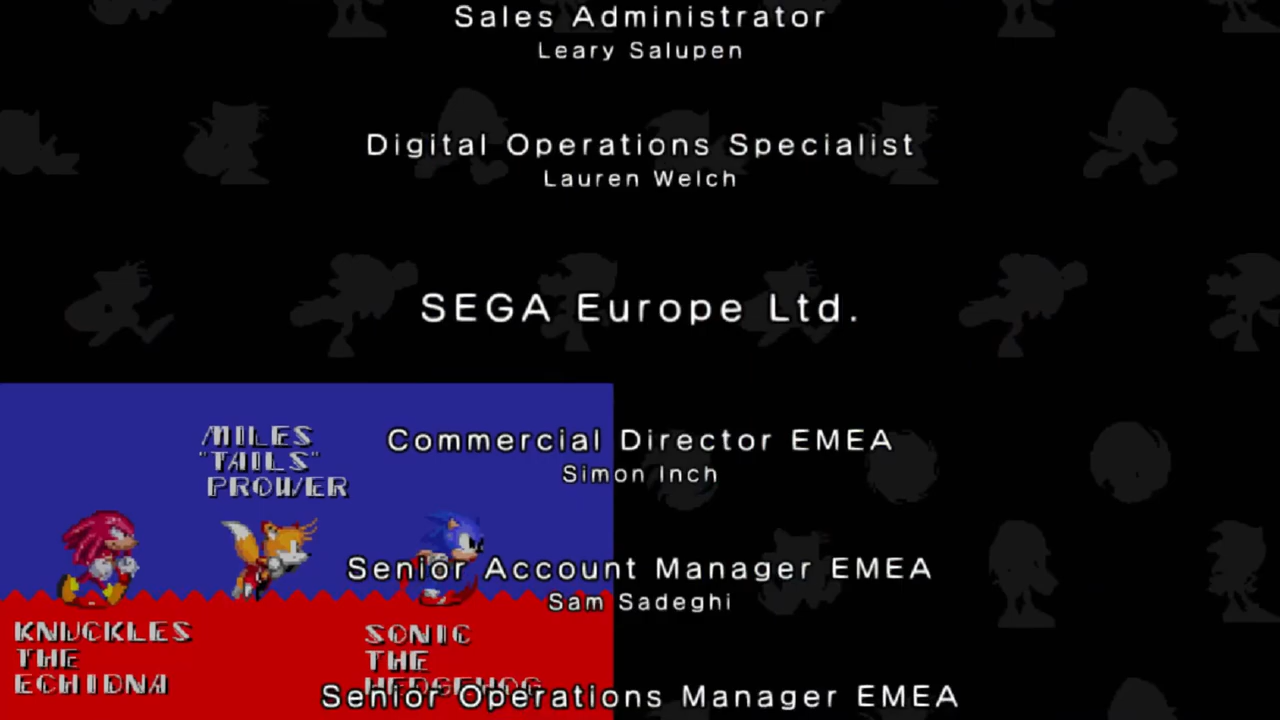 Sales Administrator
Leary Salupen
Digital Operations Specialist
Lauren Welch
SEGA Europe Ltd.
Commercial Director EMEA
Simon Inch
Senior Account Manager EMEA
Sam Sadeghi
Senior Operations Manager EMEA
MILES
"TAILS"
PROWER
KNUCKLES
THE
ECHIDNA
SONIC
THE
HEDGEHOG